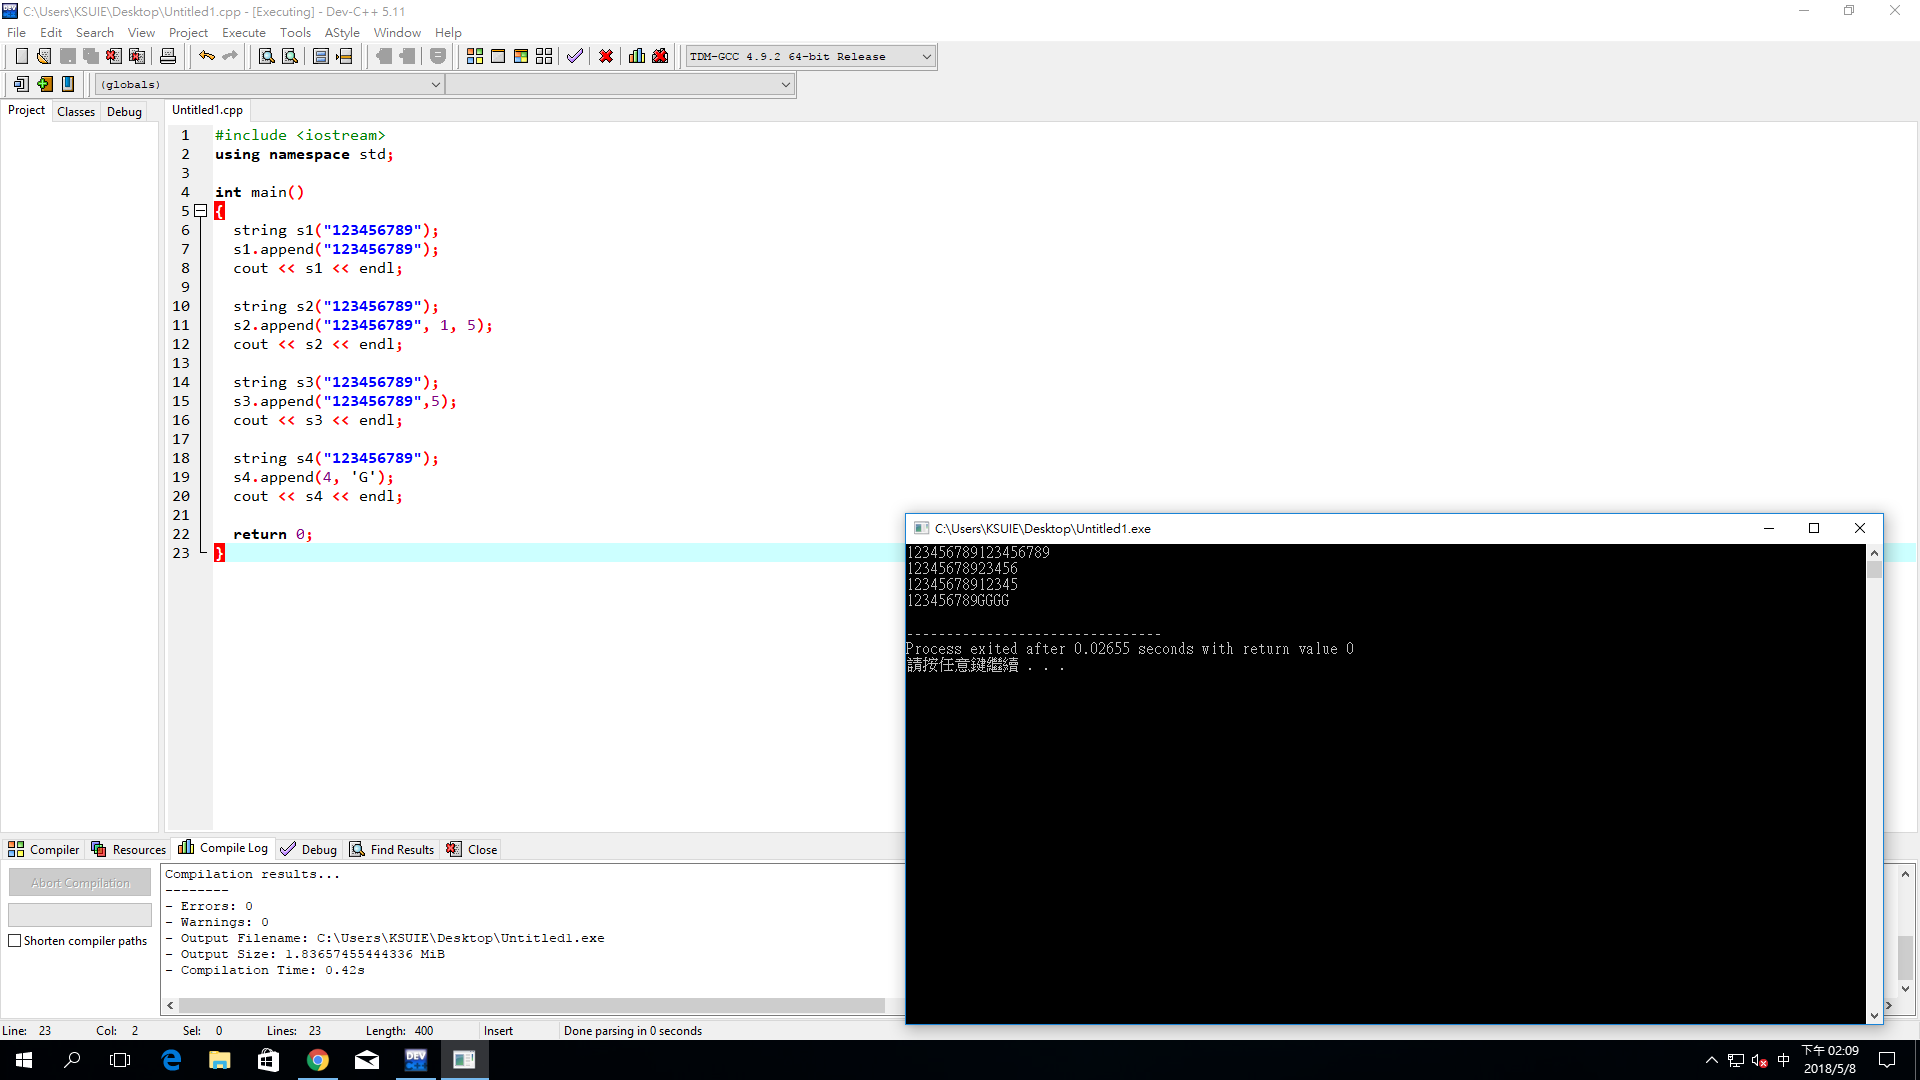 C:\Users\KSUIE\Desktop\Untitled1.cpp - [Executing] - Dev-C++ 5.11
File Edit Search View Project Execute Tools AStyle Window Help
TDM-GCC 4.9.2 64-bit Release
(globals)
Project Classes Debug
Untitled1.cpp
1 #include <iostream>
2 using namespace std;
3
4 int main()
5 {
6 string s1("123456789");
7 s1.append("123456789");
8 cout << s1 << endl;
9
10 string s2("123456789");
11 s2.append("123456789", 1, 5);
12 cout << s2 << endl;
13
14 string s3("123456789");
15 s3.append("123456789",5);
16 cout << s3 << endl;
17
18 string s4("123456789");
19 s4.append(4, 'G');
20 cout << s4 << endl;
21
22 return 0;
23 }
C:\Users\KSUIE\Desktop\Untitled1.exe
123456789123456789
12345678923456
12345678912345
123456789GGGG
--------------------------------
Process exited after 0.02655 seconds with return value 0
請按任意鍵繼續 . . .
Compiler Resources Compile Log Debug Find Results Close
Abort Compilation
Shorten compiler paths
Compilation results...
--------
- Errors: 0
- Warnings: 0
- Output Filename: C:\Users\KSUIE\Desktop\Untitled1.exe
- Output Size: 1.83657455444336 MiB
- Compilation Time: 0.42s
Line: 23 Col: 2 Sel: 0 Lines: 23 Length: 400 Insert Done parsing in 0 seconds
DEV
中
下午 02:09
2018/5/8